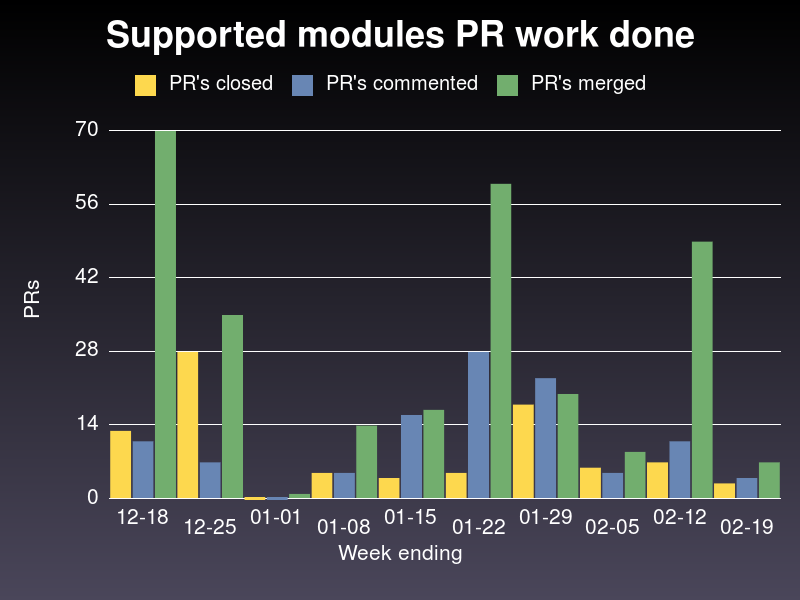 Supported modules PR work done
PR's closed PR's commented PR's merged
70
56
42
28
14
0
PRs
12-18 12-25 01-01 01-08 01-15 01-22 01-29 02-05 02-12 02-19
Week ending